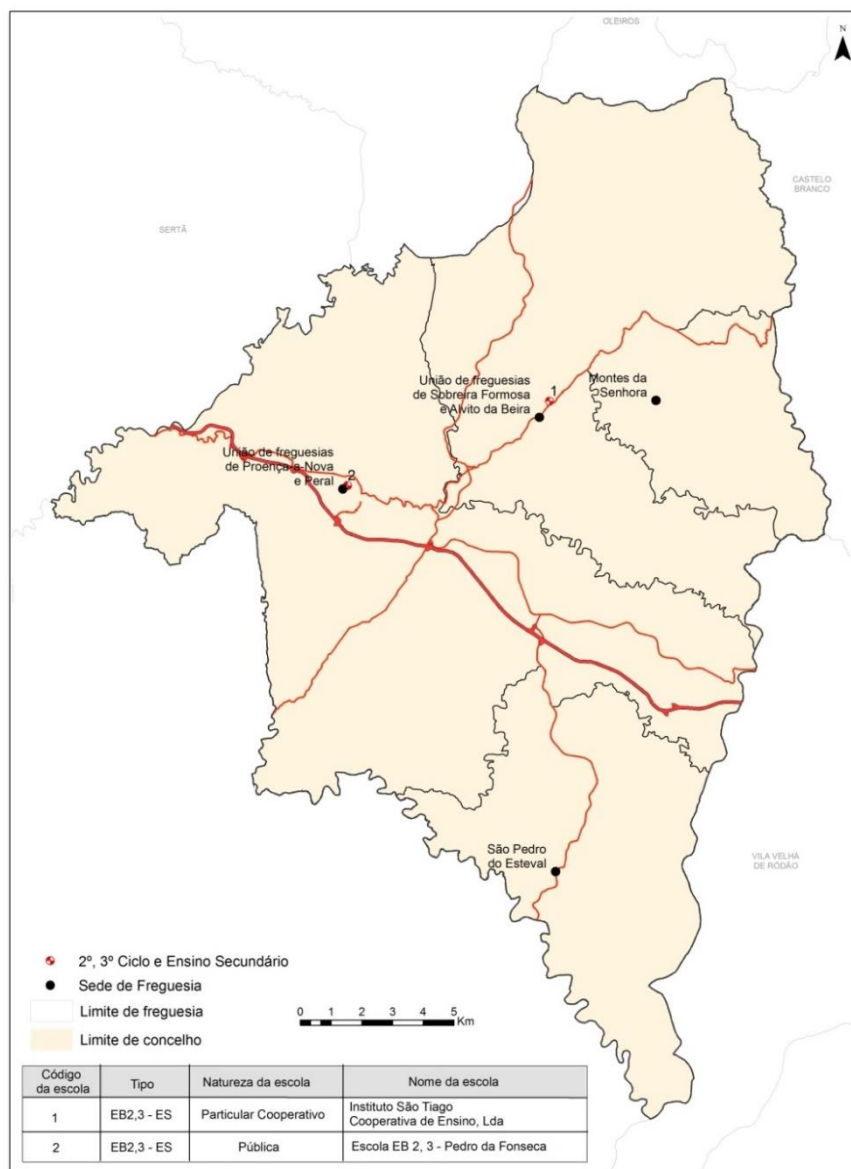 OLEIROS
N
CASTELO
BRANCO
SERTÃ
1
União de freguesias
de Sobreira Formosa
e Alvito da Beira
Montes da
Senhora
União de freguesias
de Proença-a-Nova
e Peral
2
São Pedro
do Esteval
VILA VELHA
DE RÓDÃO
2º, 3º Ciclo e Ensino Secundário
Sede de Freguesia
Limite de freguesia
Limite de concelho
0 1 2 3 4 5
Km
Código da escola Tipo Natureza da escola Nome da escola
1 EB2,3 - ES Particular Cooperativo Instituto São Tiago
Cooperativa de Ensino, Lda
2 EB2,3 - ES Pública Escola EB 2, 3 - Pedro da Fonseca